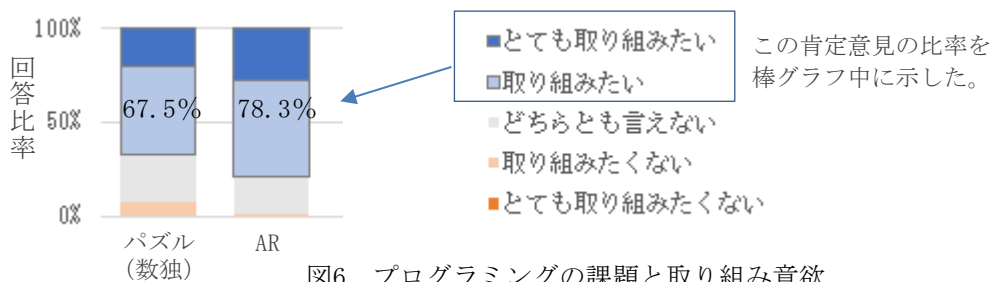 100%
50%
0%
回答比率
67.5%
78.3%
パズル
(数独)
AR
■とても取り組みたい
■取り組みたい
■どちらとも言えない
■取り組みたくない
■とても取り組みたくない
この肯定意見の比率を
棒グラフ中に示した。
図6 プログラミングの課題と取り組み意欲